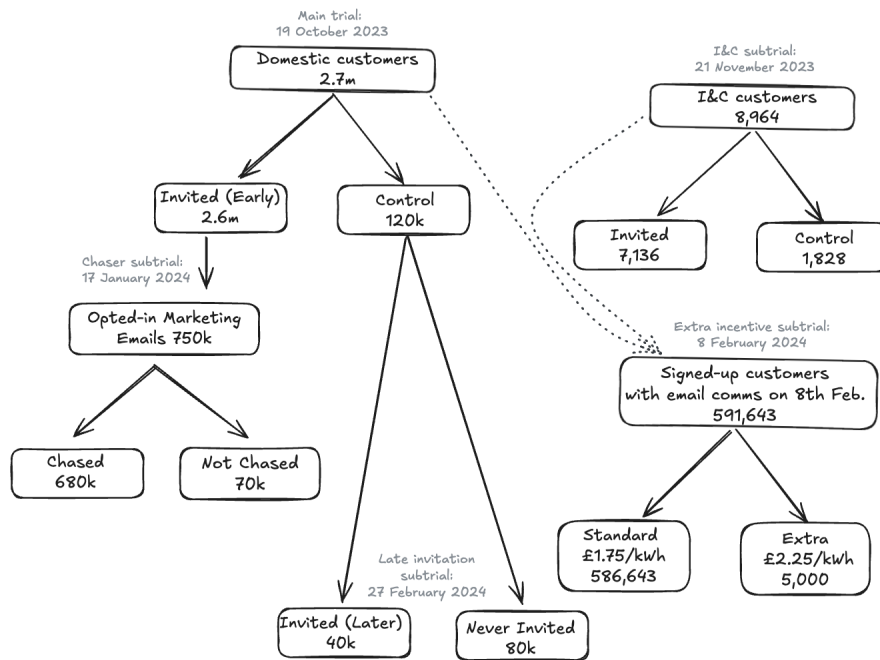 Main trial:
19 October 2023
Domestic customers
2.7m
I&C subtrial:
21 November 2023
I&C customers
8,964
Invited (Early)
2.6m
Control
120k
Invited
7,136
Control
1,828
Chaser subtrial:
17 January 2024
Opted-in Marketing
Emails 750k
Extra incentive subtrial:
8 February 2024
Signed-up customers
with email comms on 8th Feb.
591,643
Chased
680k
Not Chased
70k
Standard
£1.75/kWh
586,643
Extra
£2.25/kWh
5,000
Late invitation
subtrial:
27 February 2024
Invited (Later)
40k
Never Invited
80k